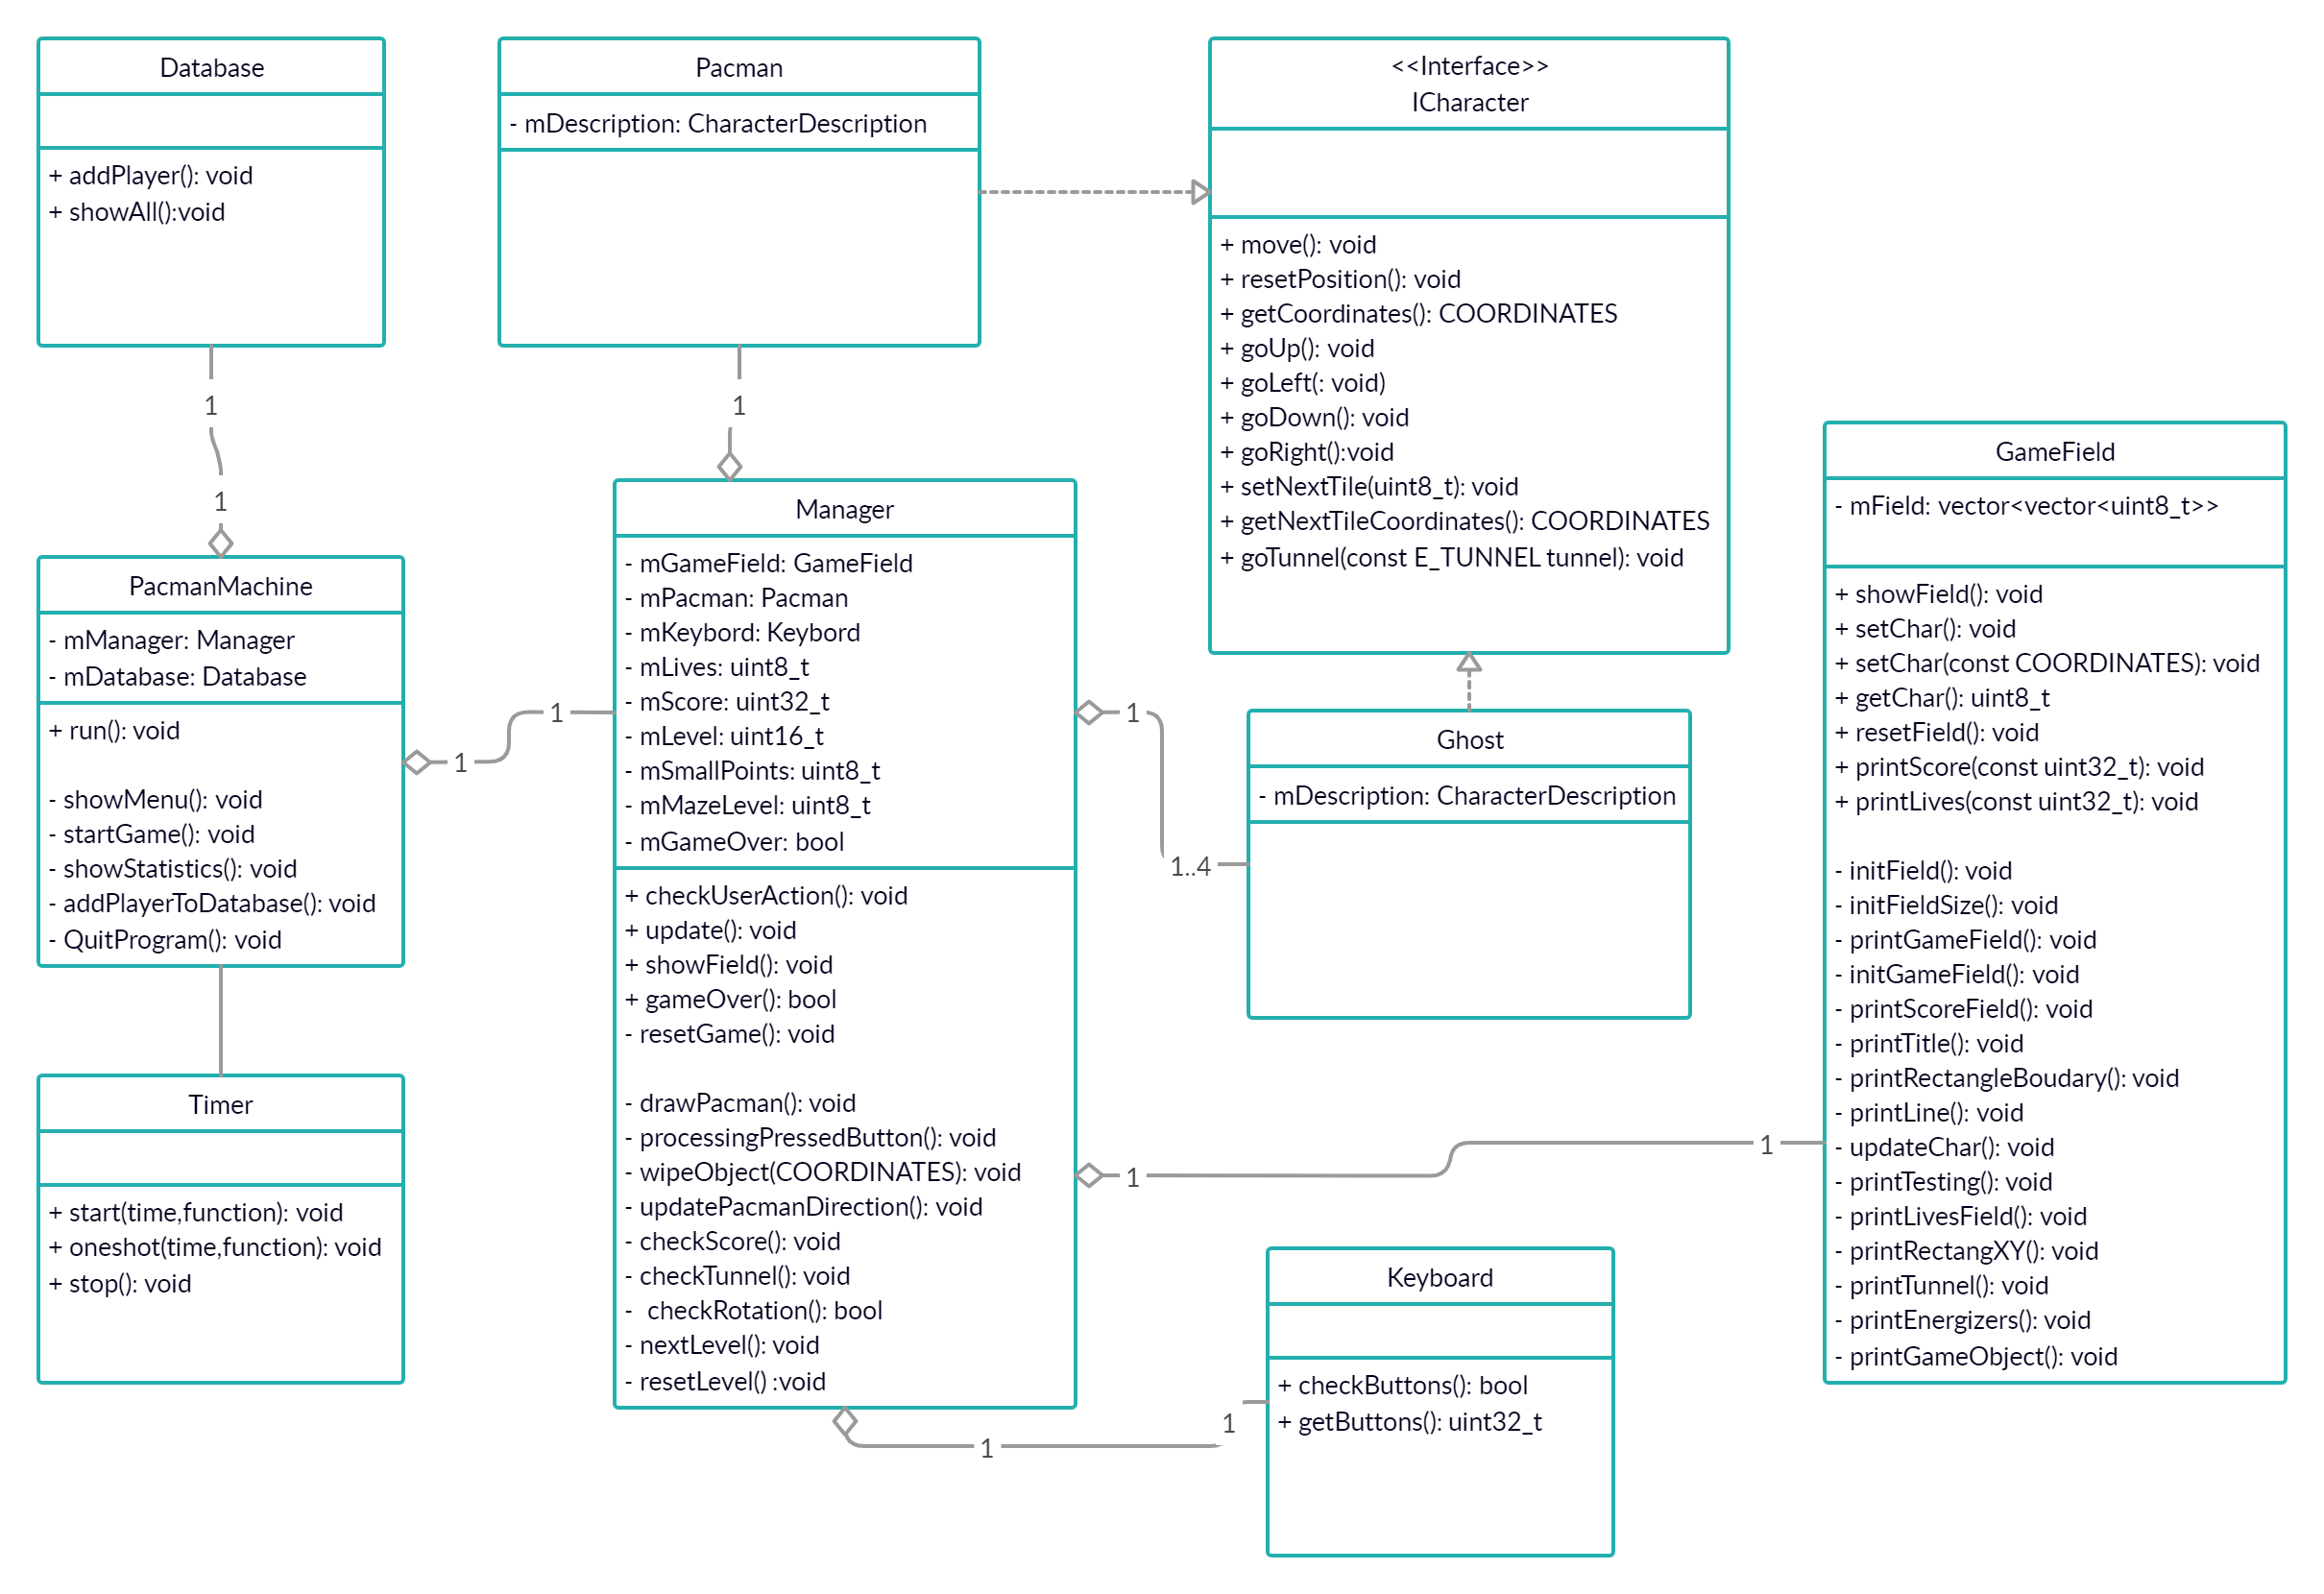 Database
+ addPlayer(): void
+ showAll():void
1
1
Pacman
- mDescription: CharacterDescription
1
<<Interface>>
ICharacter
+ move(): void
+ resetPosition(): void
+ getCoordinates(): COORDINATES
+ goUp(): void
+ goLeft(: void)
+ goDown(): void
+ goRight():void
+ setNextTile(uint8_t): void
+ getNextTileCoordinates(): COORDINATES
+ goTunnel(const E_TUNNEL tunnel): void
PacmanMachine
- mManager: Manager
- mDatabase: Database
+ run(): void
- showMenu(): void
- startGame(): void
- showStatistics(): void
- addPlayerToDatabase(): void
- QuitProgram(): void
1
1
Manager
- mGameField: GameField
- mPacman: Pacman
- mKeybord: Keybord
- mLives: uint8_t
- mScore: uint32_t
- mLevel: uint16_t
- mSmallPoints: uint8_t
- mMazeLevel: uint8_t
- mGameOver: bool
+ checkUserAction(): void
+ update(): void
+ showField(): void
+ gameOver(): bool
- resetGame(): void
- drawPacman(): void
- processingPressedButton(): void
- wipeObject(COORDINATES): void
- updatePacmanDirection(): void
- checkScore(): void
- checkTunnel(): void
- checkRotation(): bool
- nextLevel(): void
- resetLevel() :void
1
1..4
Ghost
- mDescription: CharacterDescription
1
1
GameField
- mField: vector<vector<uint8_t>>
+ showField(): void
+ setChar(): void
+ setChar(const COORDINATES): void
+ getChar(): uint8_t
+ resetField(): void
+ printScore(const uint32_t): void
+ printLives(const uint32_t): void
- initField(): void
- initFieldSize(): void
- printGameField(): void
- initGameField(): void
- printScoreField(): void
- printTitle(): void
- printRectangleBoudary(): void
- printLine(): void
- updateChar(): void
- printTesting(): void
- printLivesField(): void
- printRectangXY(): void
- printTunnel(): void
- printEnergizers(): void
- printGameObject(): void
Timer
+ start(time,function): void
+ oneshot(time,function): void
+ stop(): void
1
1
Keyboard
+ checkButtons(): bool
+ getButtons(): uint32_t